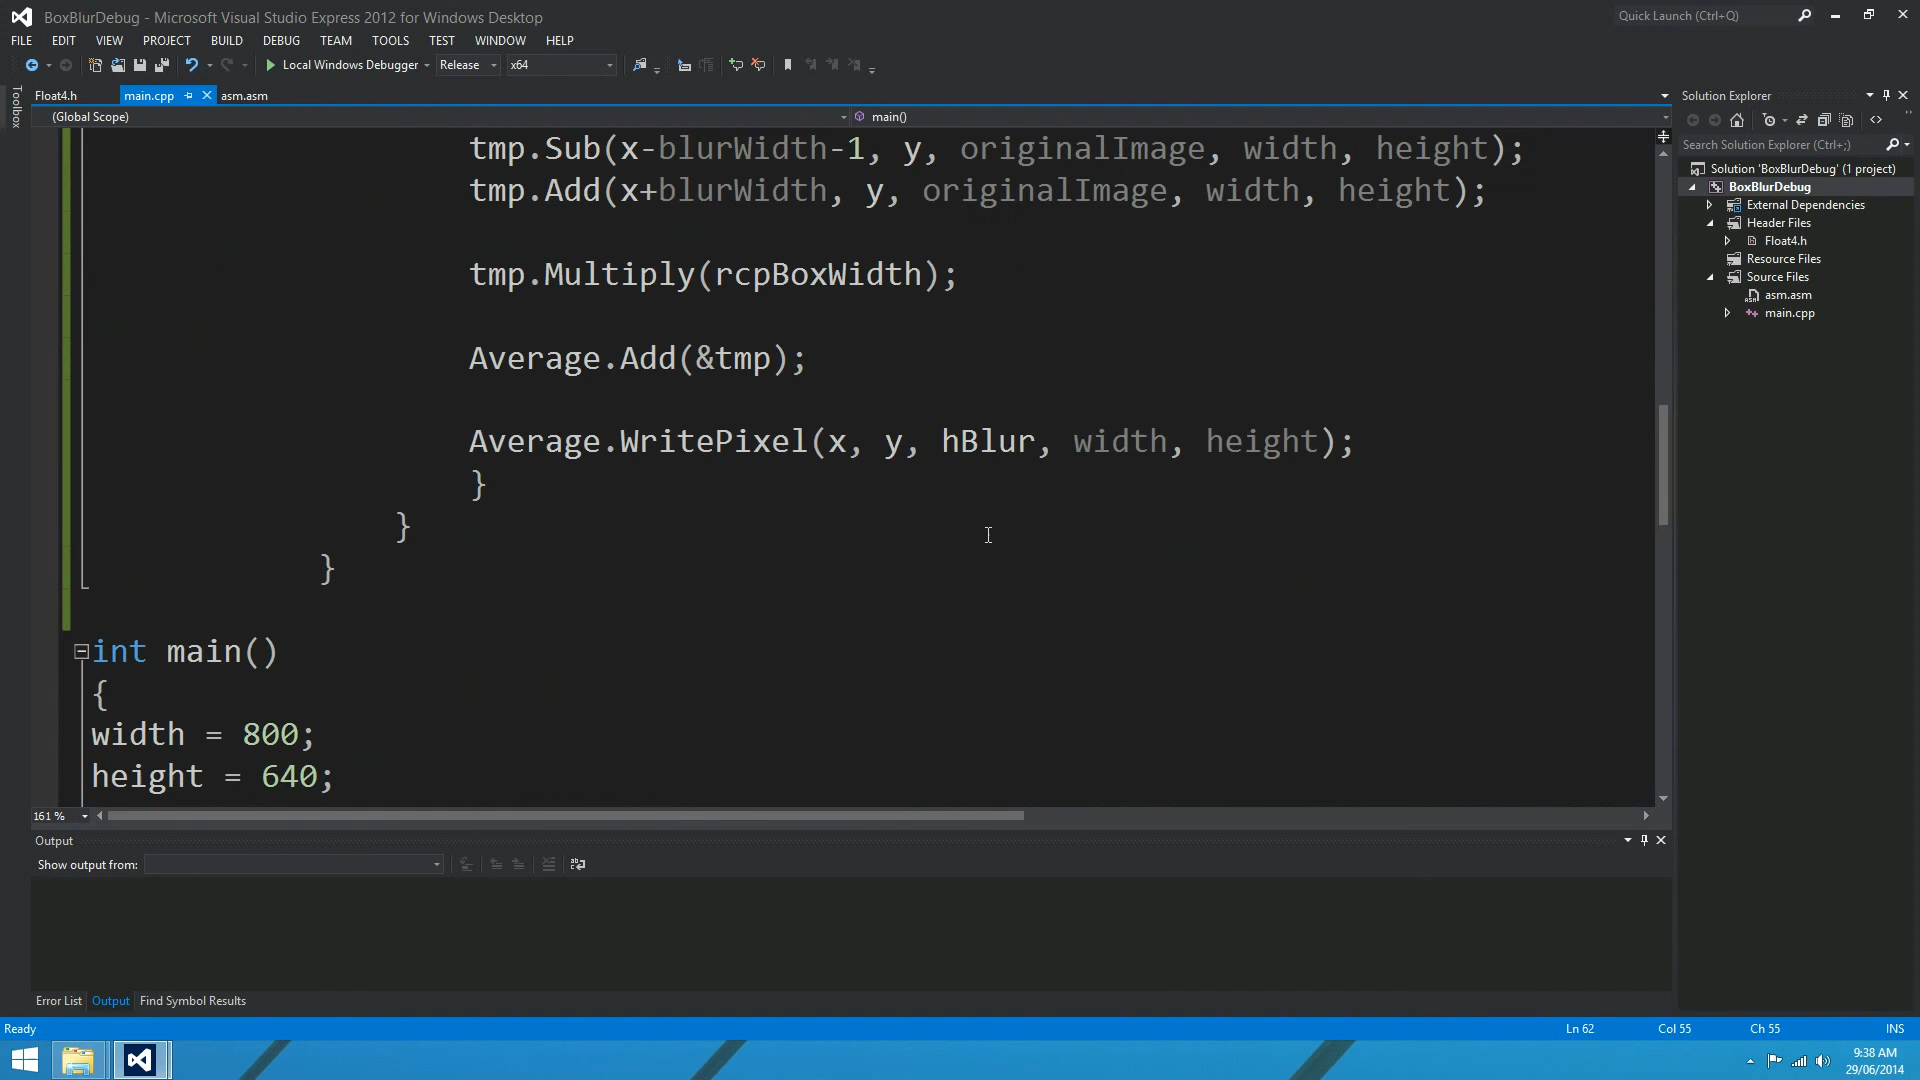 BoxBlurDebug - Microsoft Visual Studio Express 2012 for Windows Desktop
Quick Launch (Ctrl+Q)
FILE EDIT VIEW PROJECT BUILD DEBUG TEAM TOOLS TEST WINDOW HELP
Local Windows Debugger Release x64
Toolbox
Float4.h main.cpp asm.asm
(Global Scope) main()
tmp.Sub(x-blurWidth-1, y, originalImage, width, height);
tmp.Add(x+blurWidth, y, originalImage, width, height);
tmp.Multiply(rcpBoxWidth);
Average.Add(&tmp);
Average.WritePixel(x, y, hBlur, width, height);
}
}
}
int main()
{
width = 800;
height = 640;
161 %
Solution Explorer
Search Solution Explorer (Ctrl+;)
Solution 'BoxBlurDebug' (1 project)
BoxBlurDebug
External Dependencies
Header Files
Float4.h
Resource Files
Source Files
asm.asm
main.cpp
Output
Show output from:
Error List Output Find Symbol Results
Ready Ln 62 Col 55 Ch 55 INS
9:38 AM
29/06/2014